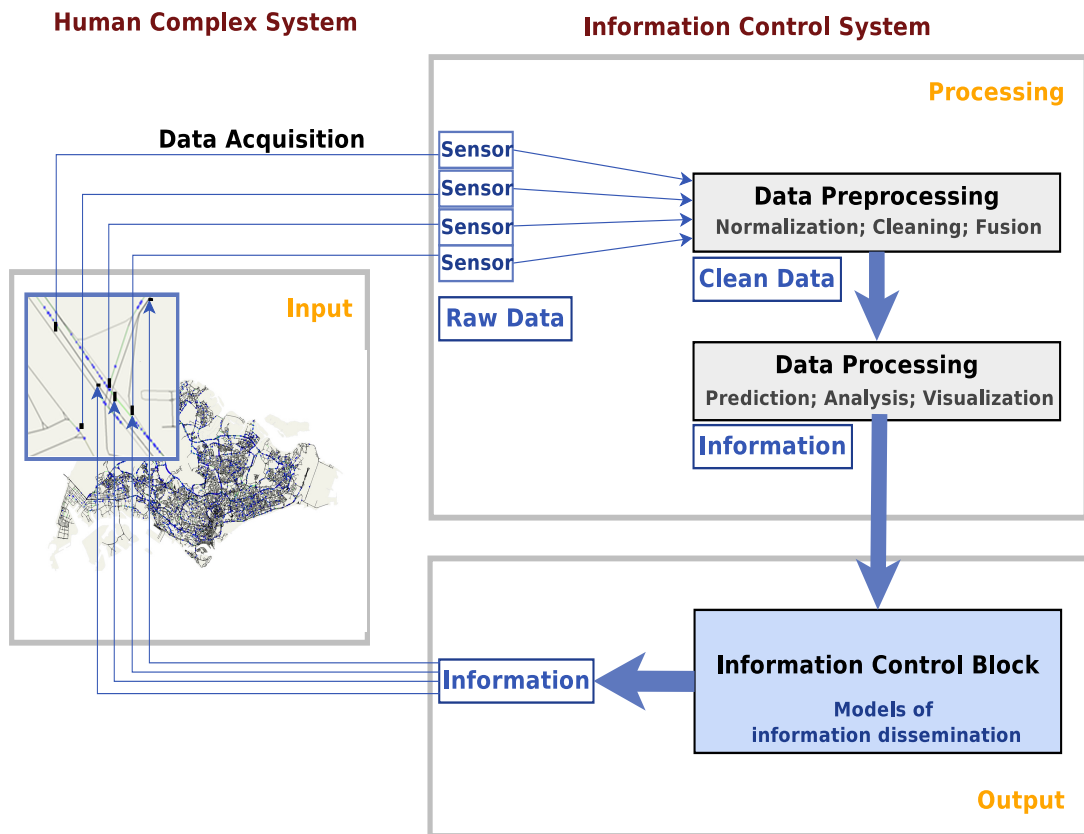 Human Complex System
Information Control System
Processing
Data Acquisition
Sensor
Sensor
Sensor
Sensor
Raw Data
Data Preprocessing
Normalization; Cleaning; Fusion
Clean Data
Input
Data Processing
Prediction; Analysis; Visualization
Information
Information Control Block
Models of
information dissemination
Information
Output